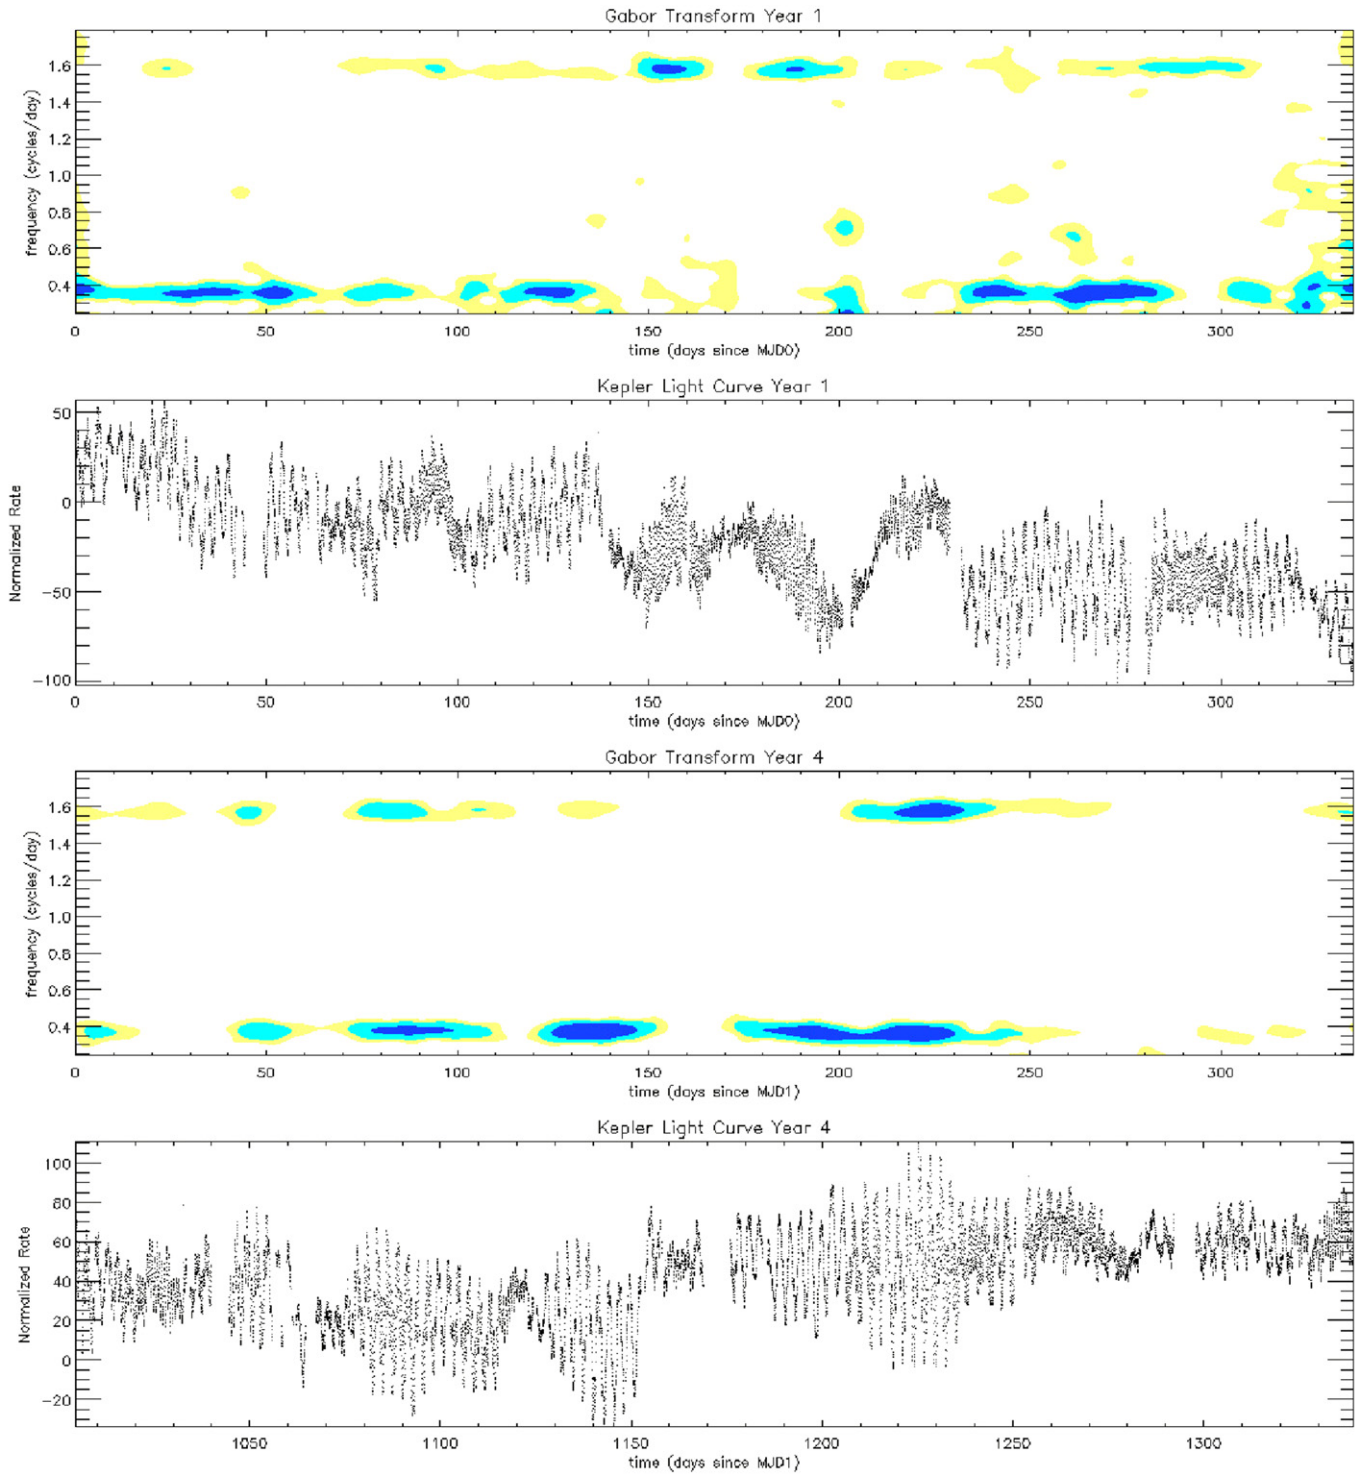 Gabor Transform Year 1
frequency (cycles/day)
1.6
1.4
1.2
1.0
0.8
0.6
0.4
0 50 100 150 200 250 300
time (days since MJD0)
Kepler Light Curve Year 1
Normalized Rate
50
0
−50
−100
0 50 100 150 200 250 300
time (days since MJD0)
Gabor Transform Year 4
frequency (cycles/day)
1.6
1.4
1.2
1.0
0.8
0.6
0.4
0 50 100 150 200 250 300
time (days since MJD1)
Kepler Light Curve Year 4
Normalized Rate
100
80
60
40
20
0
−20
1050 1100 1150 1200 1250 1300
time (days since MJD1)